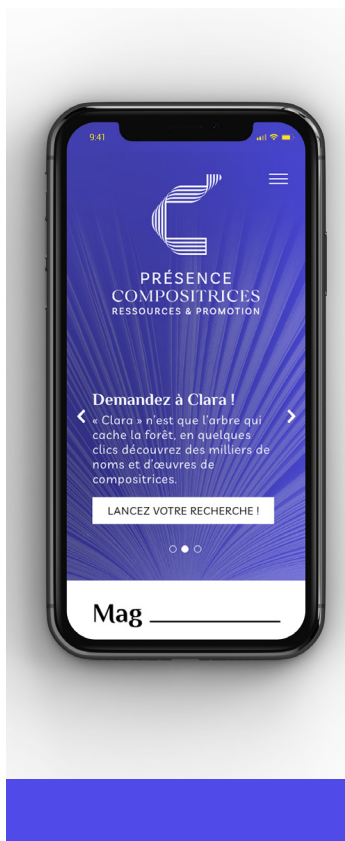 9:41
PRÉSENCE
COMPOSITRICES
RESSOURCES & PROMOTION
Demandez à Clara !
« Clara » n'est que l'arbre qui
cache la forêt, en quelques
clics découvrez des milliers de
noms et d'œuvres de
compositrices.
LANCEZ VOTRE RECHERCHE !
Mag